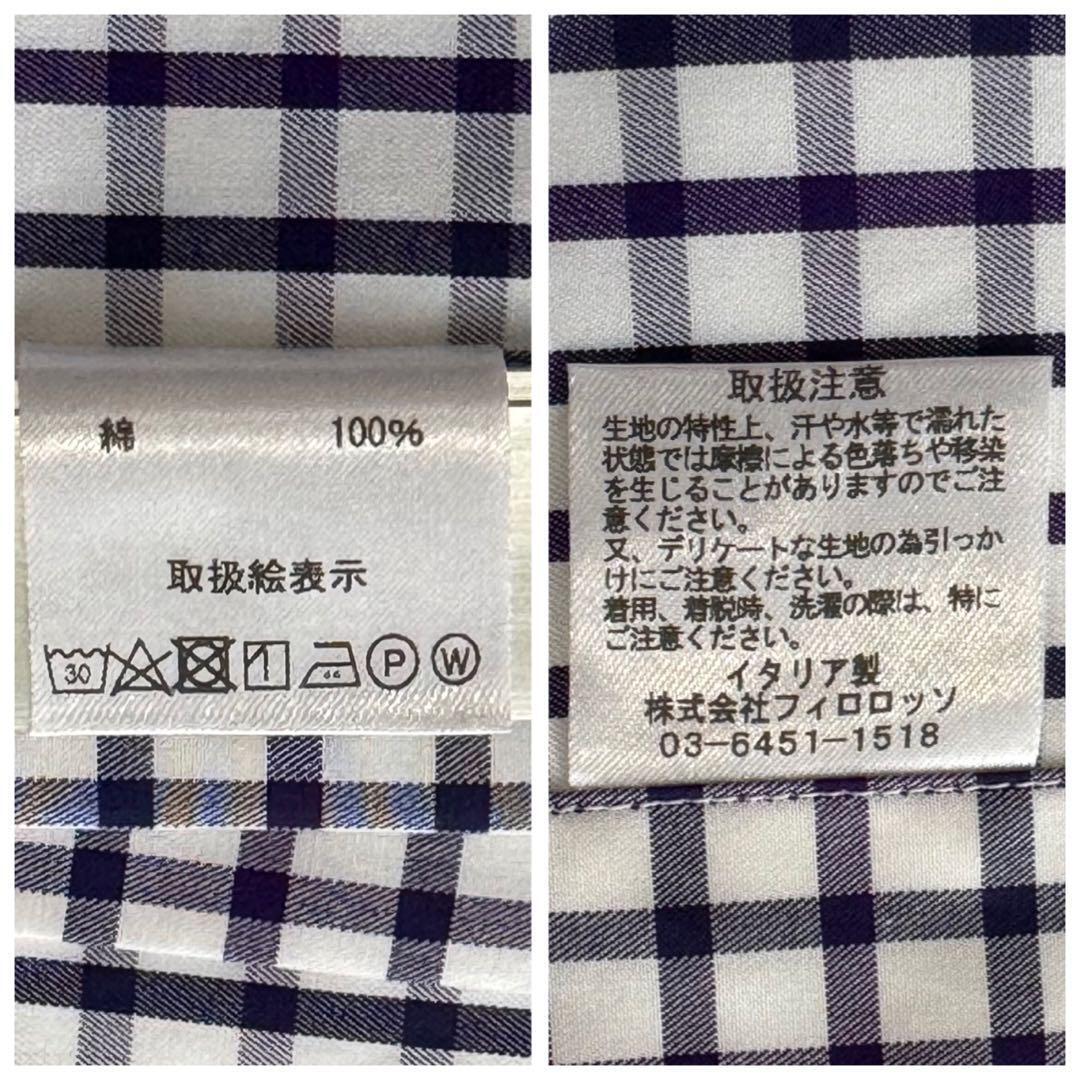 綿 100%
取扱絵表示
30
P W
取扱注意
生地の特性上、汗や水等で濡れた
状態では摩擦による色落ちや移染
を生じることがありますのでご注
意ください。
又、デリケートな生地の為引っか
けにご注意ください。
着用、着脱時、洗濯の際は、特に
ご注意ください。
イタリア製
株式会社フィロロッソ
03-6451-1518